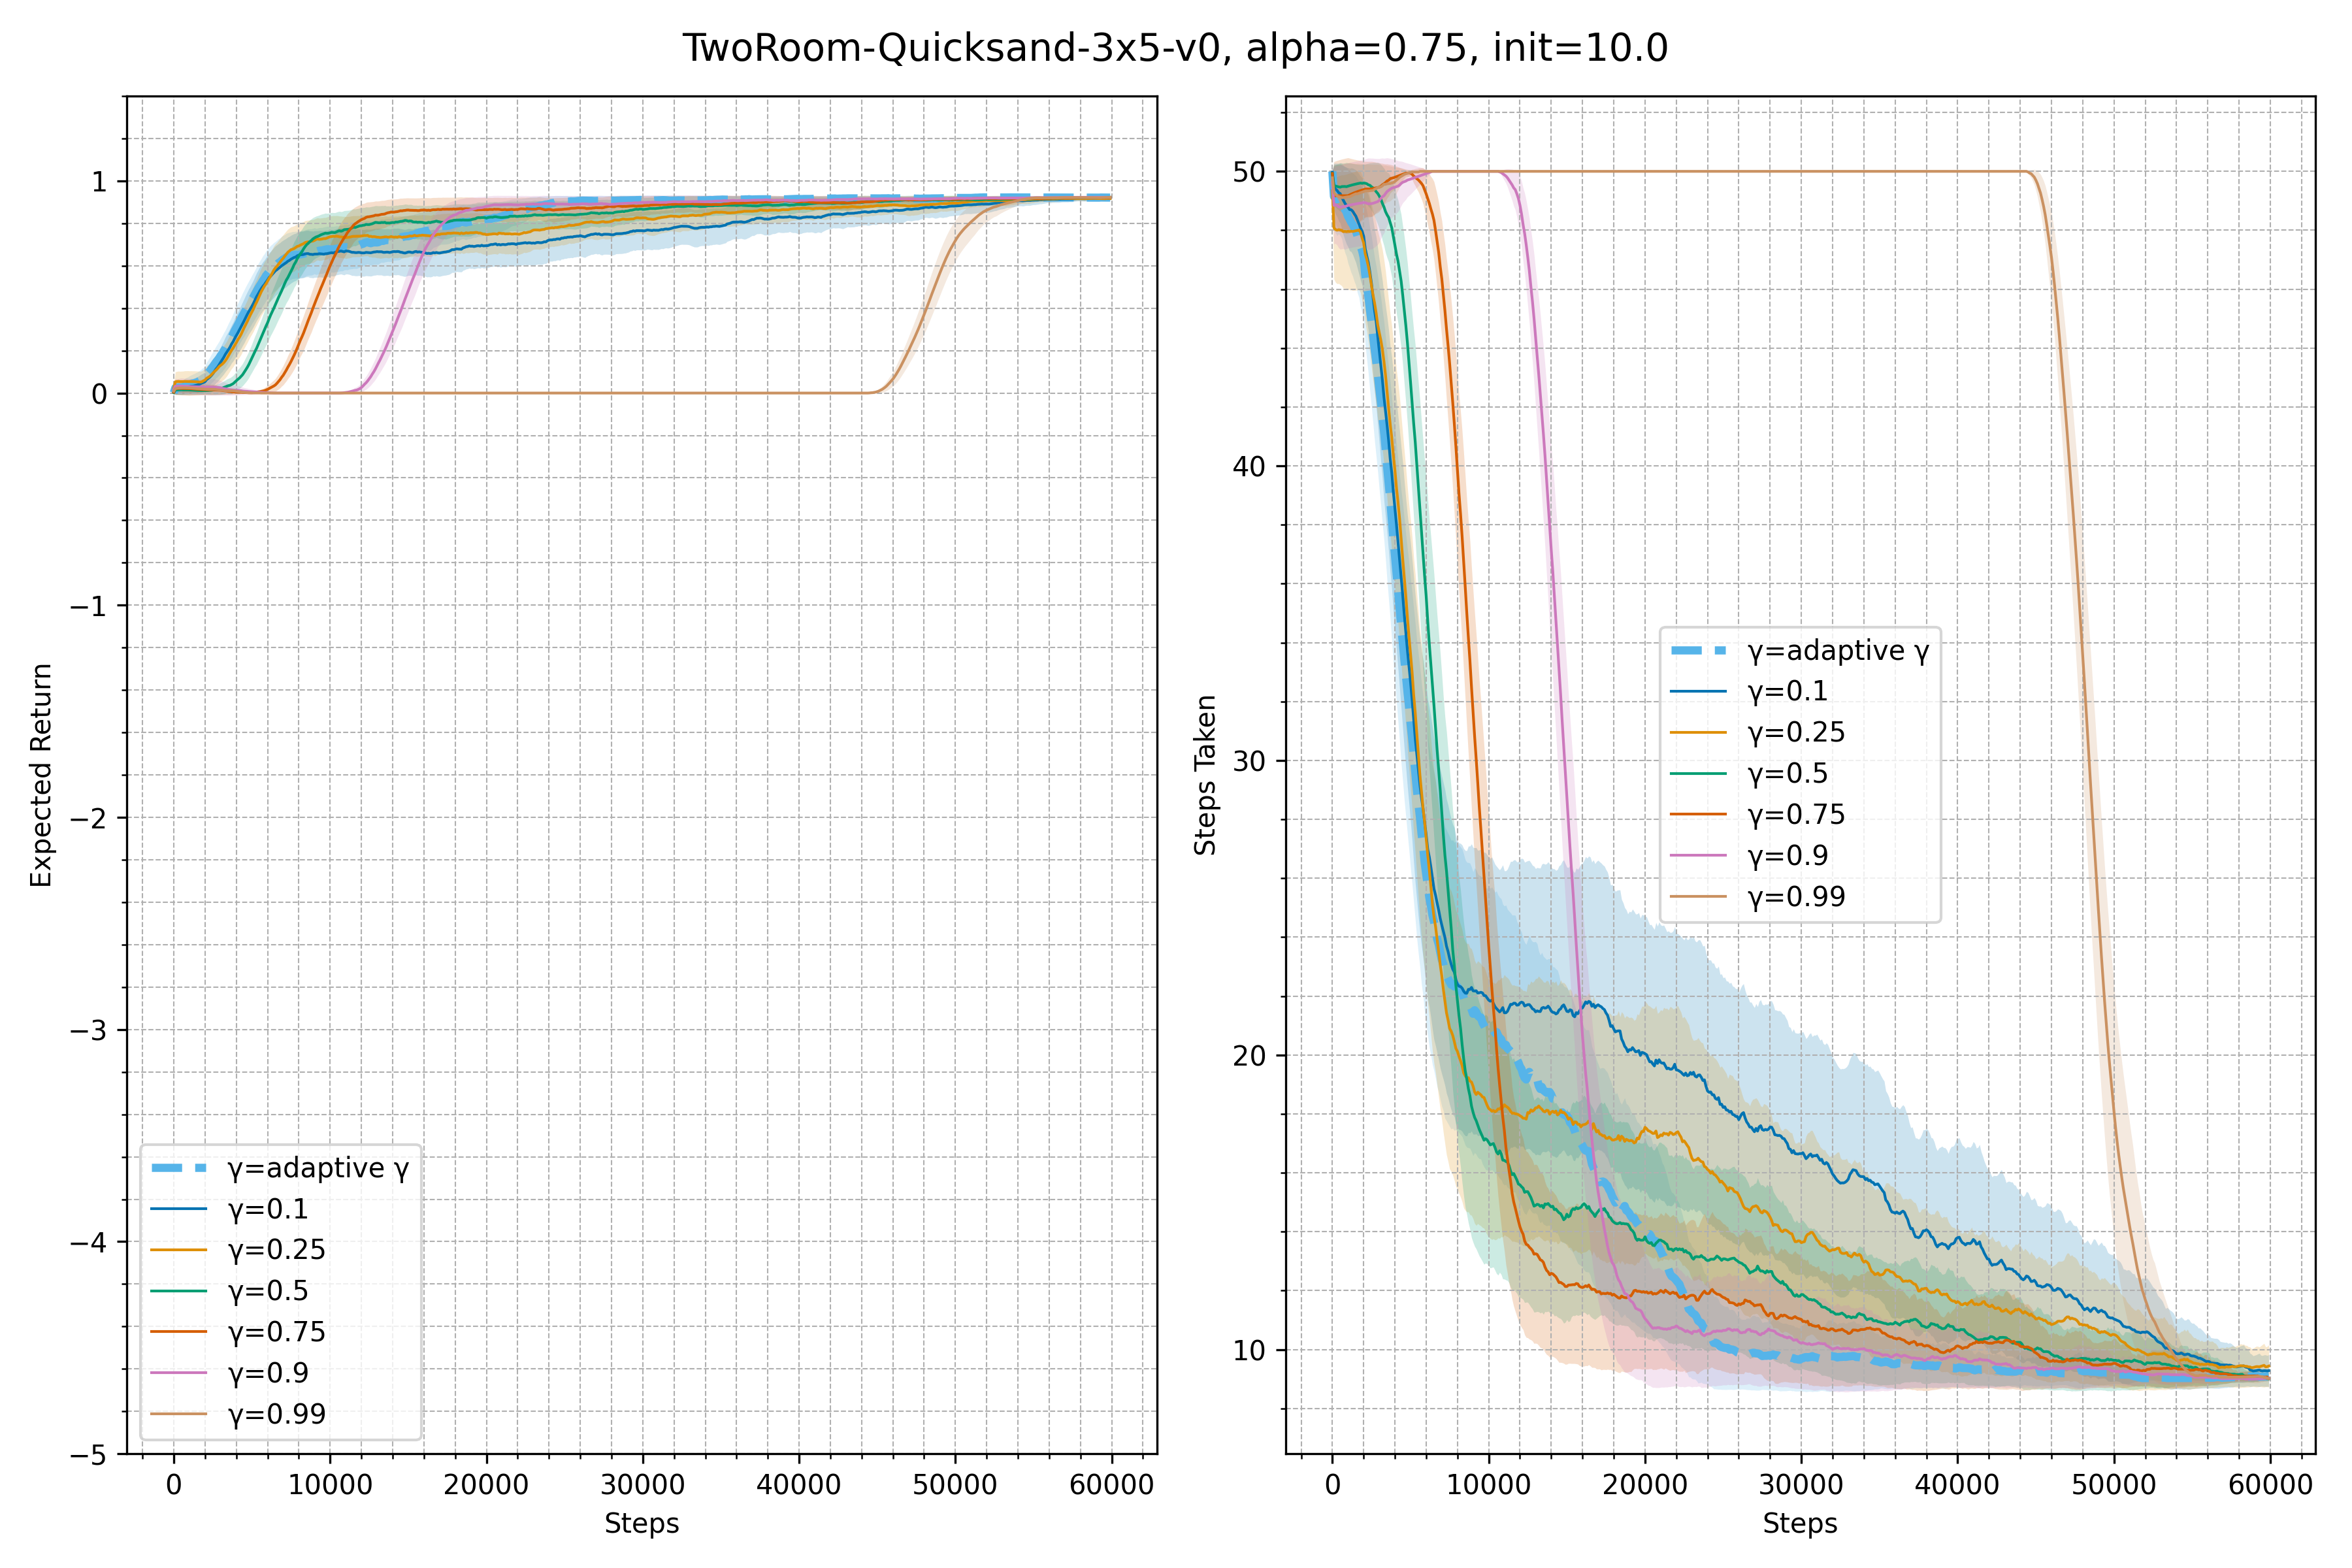 TwoRoom-Quicksand-3x5-v0, alpha=0.75, init=10.0
Expected Return
1
0
−1
−2
−3
−4
−5
γ=adaptive γ
γ=0.1
γ=0.25
γ=0.5
γ=0.75
γ=0.9
γ=0.99
0 10000 20000 30000 40000 50000 60000
Steps
Steps Taken
50
40
30
20
10
γ=adaptive γ
γ=0.1
γ=0.25
γ=0.5
γ=0.75
γ=0.9
γ=0.99
0 10000 20000 30000 40000 50000 60000
Steps